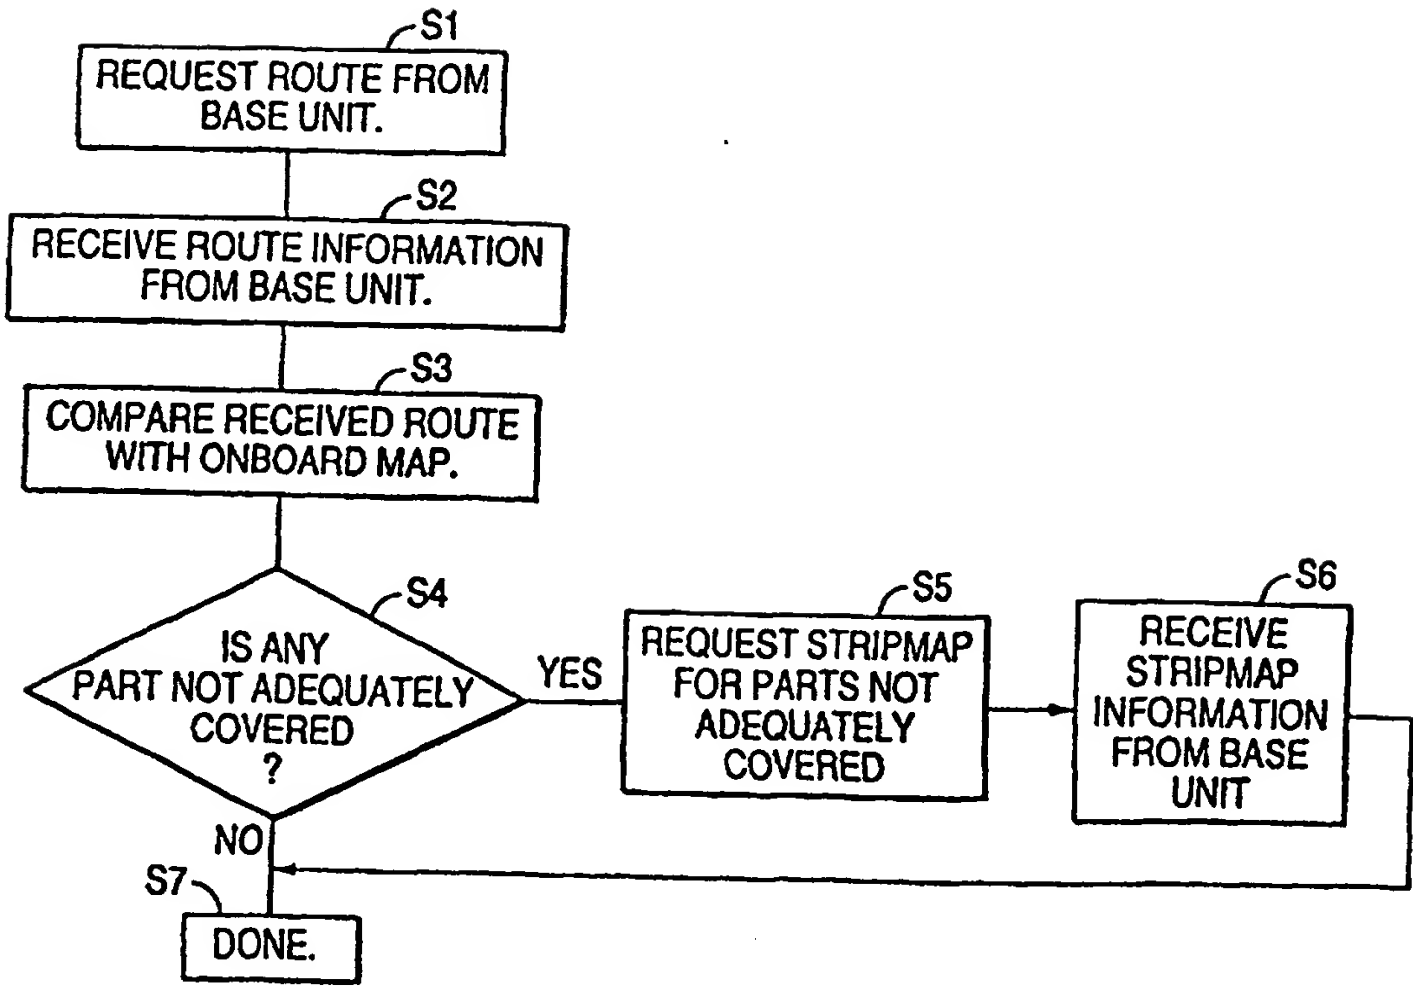 S1
REQUEST ROUTE FROM
BASE UNIT.
S2
RECEIVE ROUTE INFORMATION
FROM BASE UNIT.
S3
COMPARE RECEIVED ROUTE
WITH ONBOARD MAP.
S4
IS ANY
PART NOT ADEQUATELY
COVERED
?
YES
S5
REQUEST STRIPMAP
FOR PARTS NOT
ADEQUATELY
COVERED
S6
RECEIVE
STRIPMAP
INFORMATION
FROM BASE
UNIT
NO
S7
DONE.